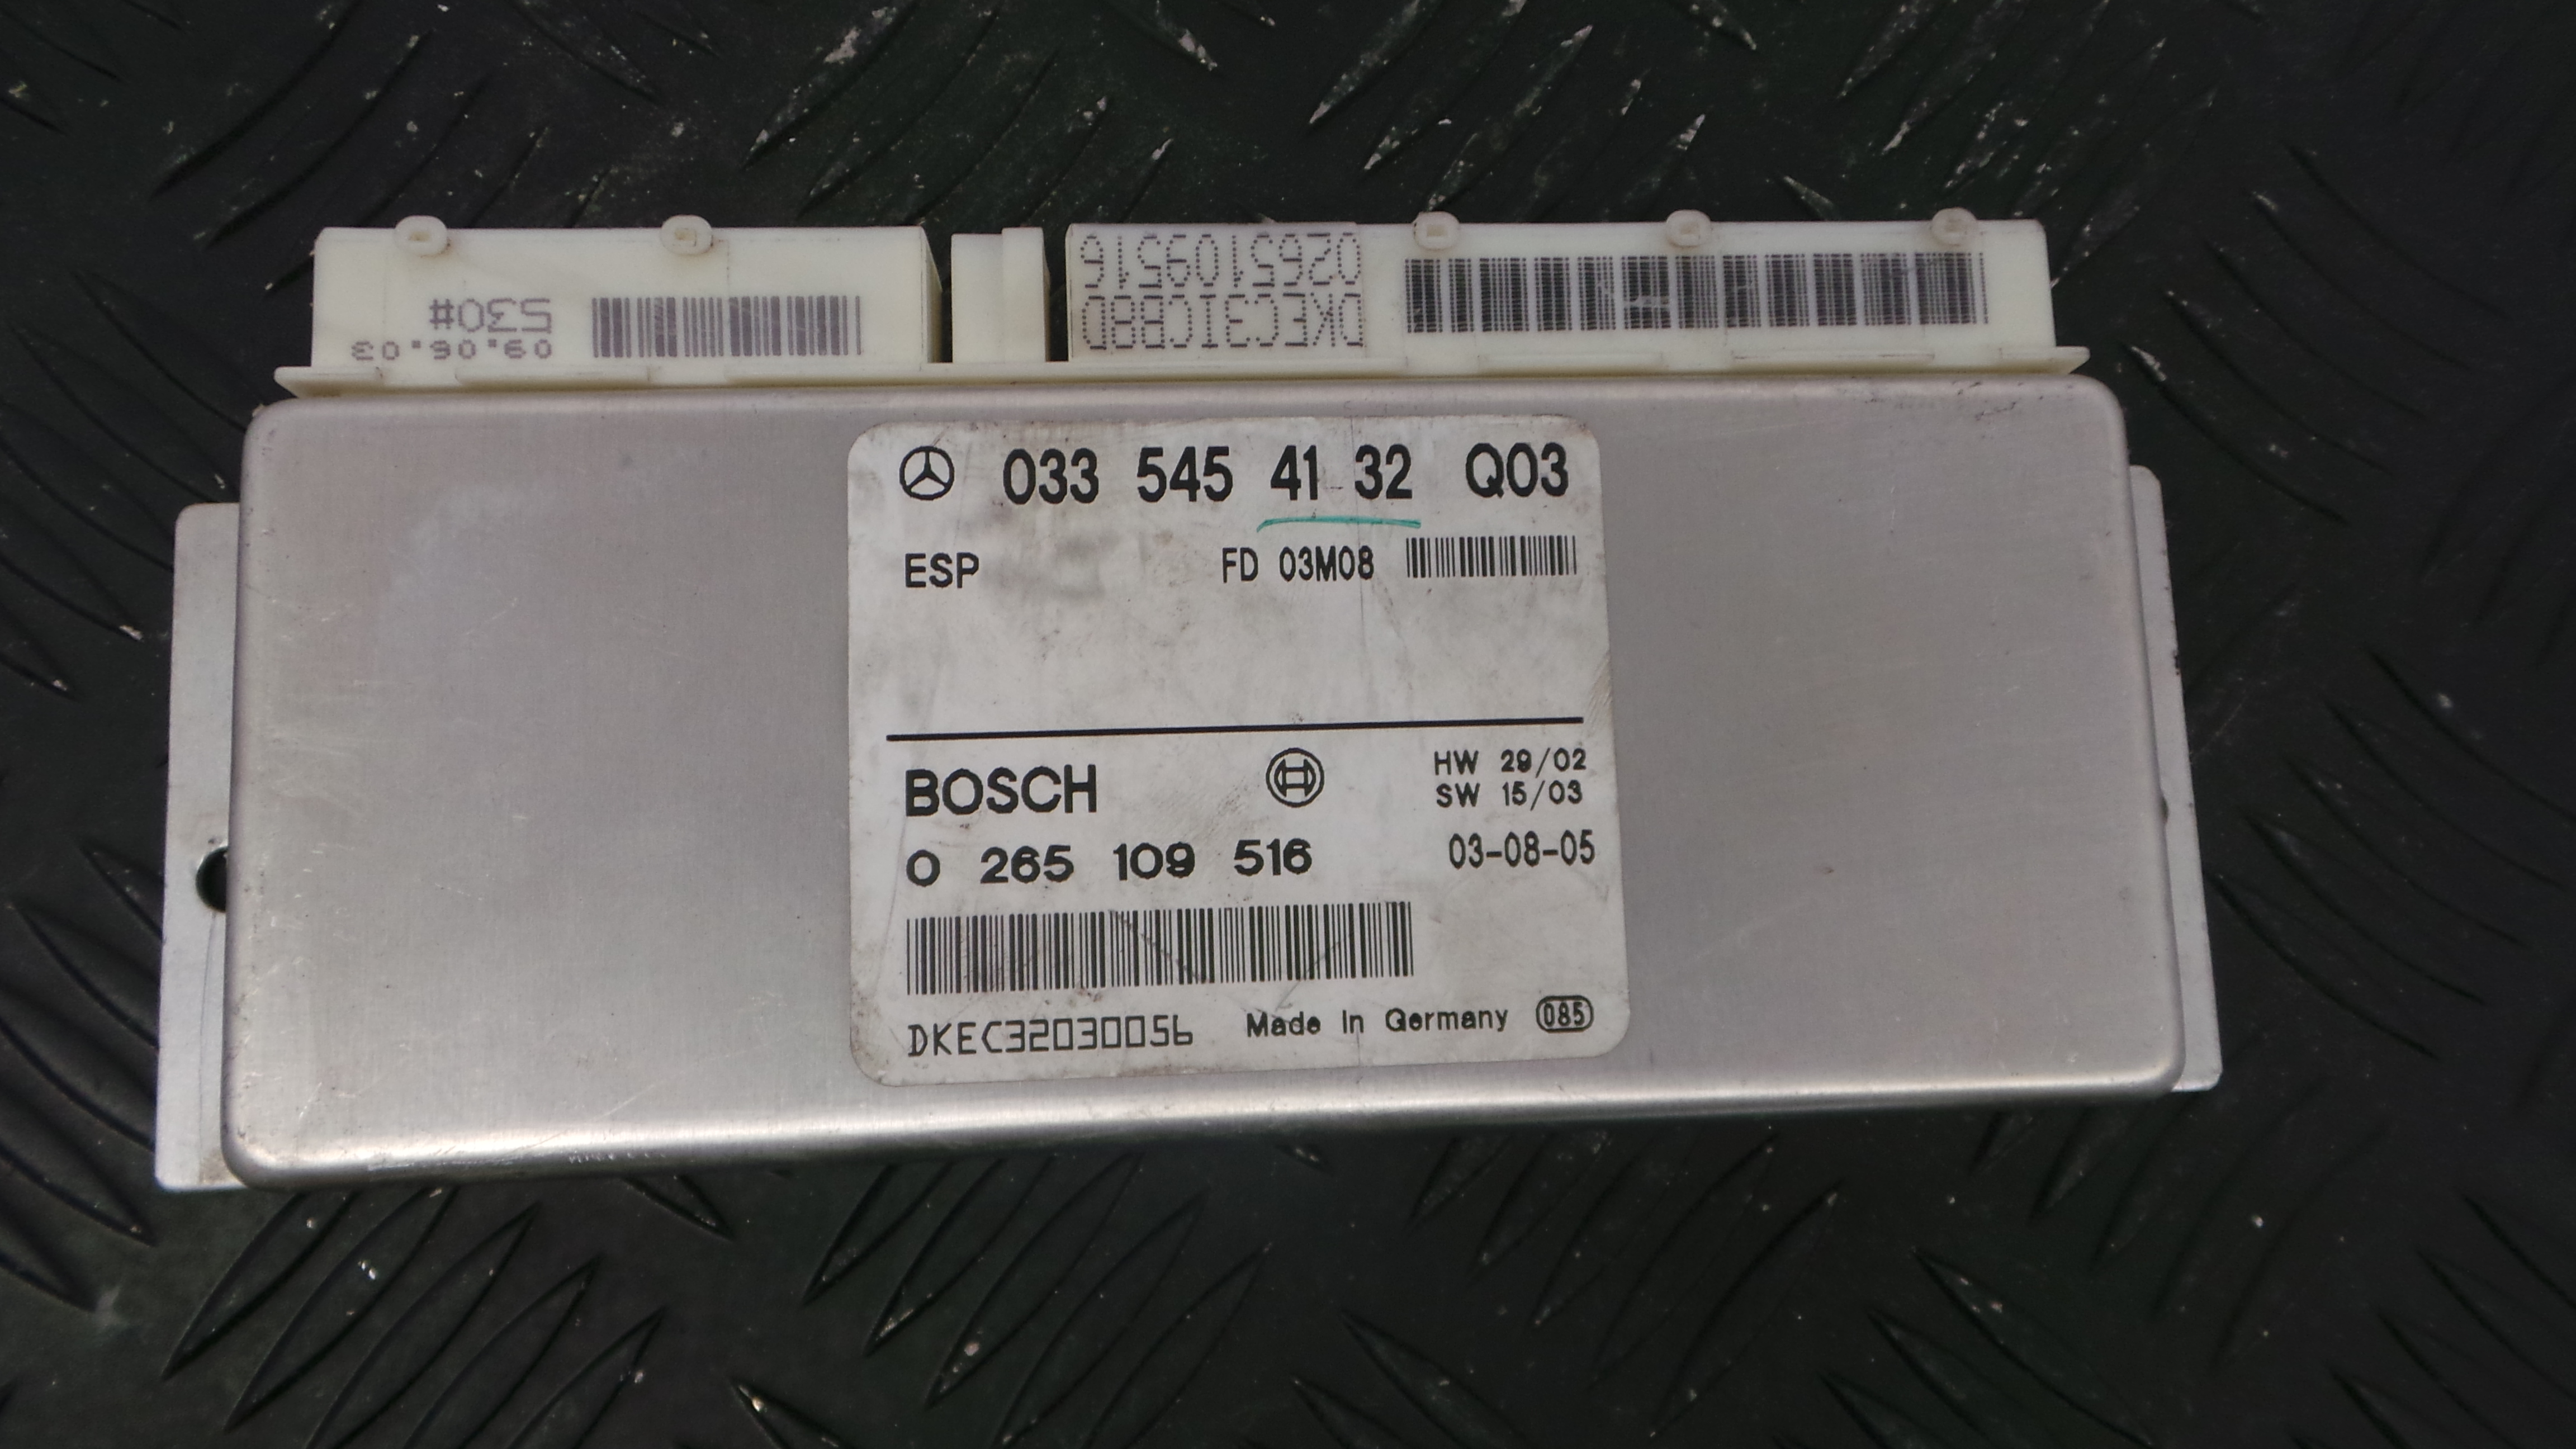 530#
09.06.03
0265109516
DKEC3ICB8D
033 545 41 32 Q03
ESP FD 03M08
BOSCH
HW 29/02
SW 15/03
0 265 109 516
03-08-05
DKEC32030056
Made in Germany 085